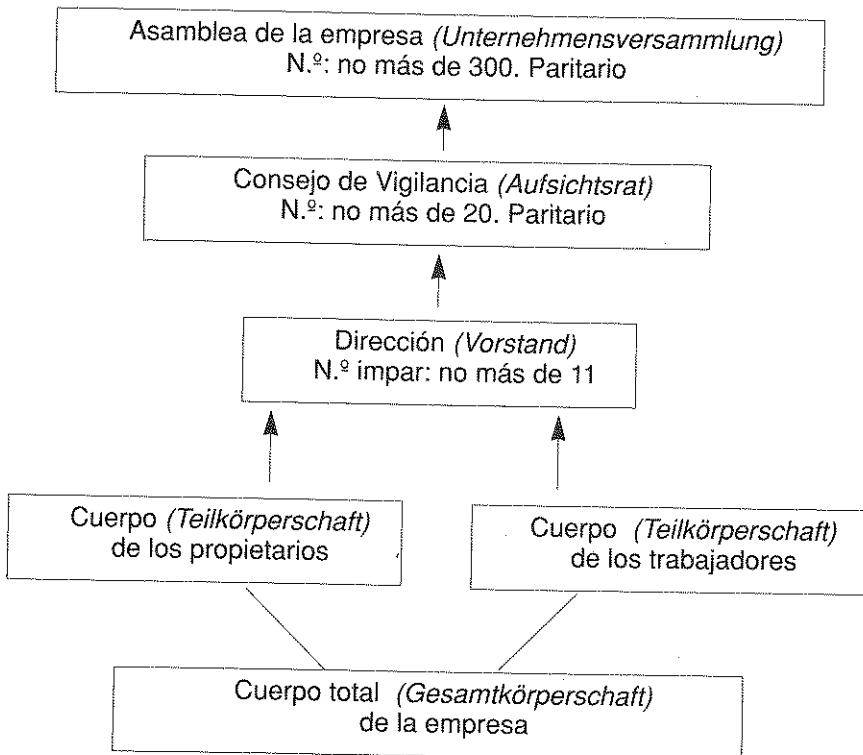 Asamblea de la empresa (Unternehmensversammlung)
N.º: no más de 300. Paritario
Consejo de Vigilancia (Aufsichtsrat)
N.º: no más de 20. Paritario
Dirección (Vorstand)
N.º impar: no más de 11
Cuerpo (Teilkörperschaft)
de los propietarios
Cuerpo (Teilkörperschaft)
de los trabajadores
Cuerpo total (Gesamtkörperschaft)
de la empresa